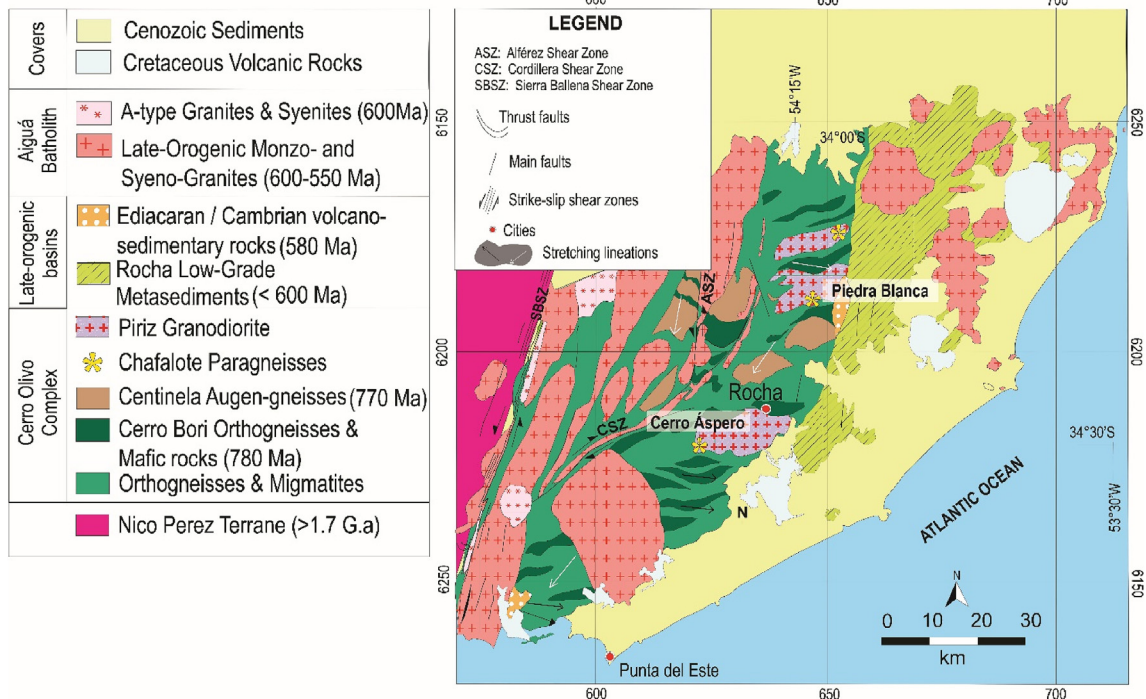 Covers
Cenozoic Sediments
Cretaceous Volcanic Rocks
Aiguá
Batholith
A-type Granites & Syenites (600Ma)
Late-Orogenic Monzo- and
Syeno-Granites (600-550 Ma)
Late-orogenic
basins
Ediacaran / Cambrian volcano-
sedimentary rocks (580 Ma)
Rocha Low-Grade
Metasediments (< 600 Ma)
Cerro Olivo
Complex
Piriz Granodiorite
Chafalote Paragneisses
Centinela Augen-gneisses (770 Ma)
Cerro Bori Orthogneisses &
Mafic rocks (780 Ma)
Orthogneisses & Migmatites
Nico Perez Terrane (>1.7 G.a)
LEGEND
ASZ: Alférez Shear Zone
CSZ: Cordillera Shear Zone
SBSZ: Sierra Ballena Shear Zone
Thrust faults
Main faults
Strike-slip shear zones
Cities
Stretching lineations
600
650
700
6150
6200
6250
54°15'W
34°00'S
6250
6200
6150
34°30'S
53°30'W
SBSZ
ASZ
CSZ
Piedra Blanca
Rocha
Cerro Áspero
N
ATLANTIC OCEAN
Punta del Este
N
0 10 20 30
km
600
650
700